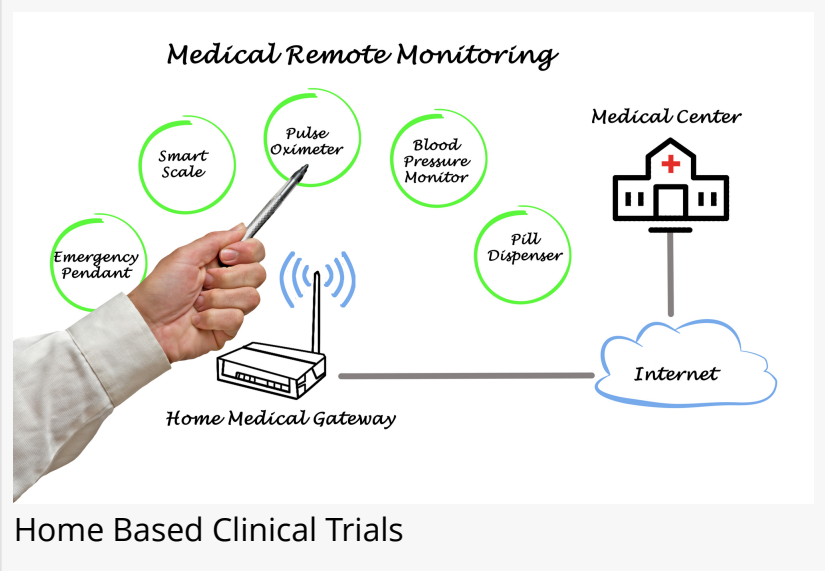 Medical Remote Monitoring
Medical Center
Pulse
Oximeter
Blood
Pressure
Monitor
Smart
Scale
Pill
Dispenser
Emergency
Pendant
Internet
Home Medical Gateway
Home Based Clinical Trials